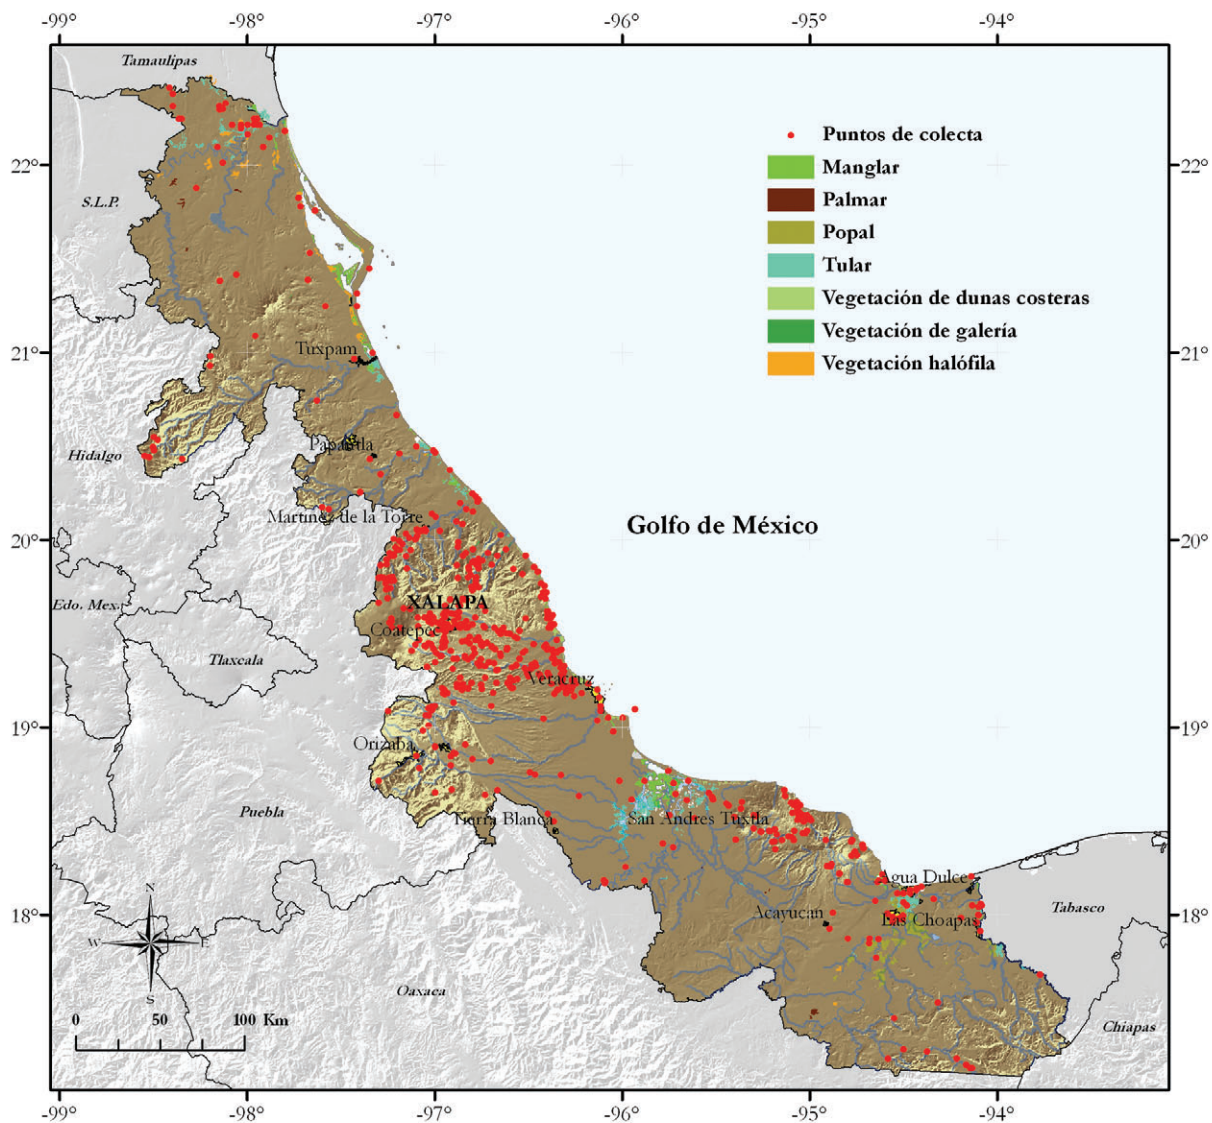 -99° -98° -97° -96° -95° -94°
Tamaulipas
Puntos de colecta
22° Manglar 22°
S.L.P. Palmar
Popal
Tular
Vegetación de dunas costeras
Vegetación de galería
21° Tuxpam 21°
Vegetación halófila
Papantla
Hidalgo
Martinez de la Torre
Golfo de México
20° 20°
XALAPA
Edo. Mex.
Coatepec
Tlaxcala
Veracruz
19° 19°
Orizaba
Puebla
Tierra Blanca San Andres Tuxtla
Agua Dulce
N
Acayucan Las Choapas Tabasco
18° 18°
W E
S
Oaxaca
0 50 100 Km
Chiapas
-99° -98° -97° -96° -95° -94°